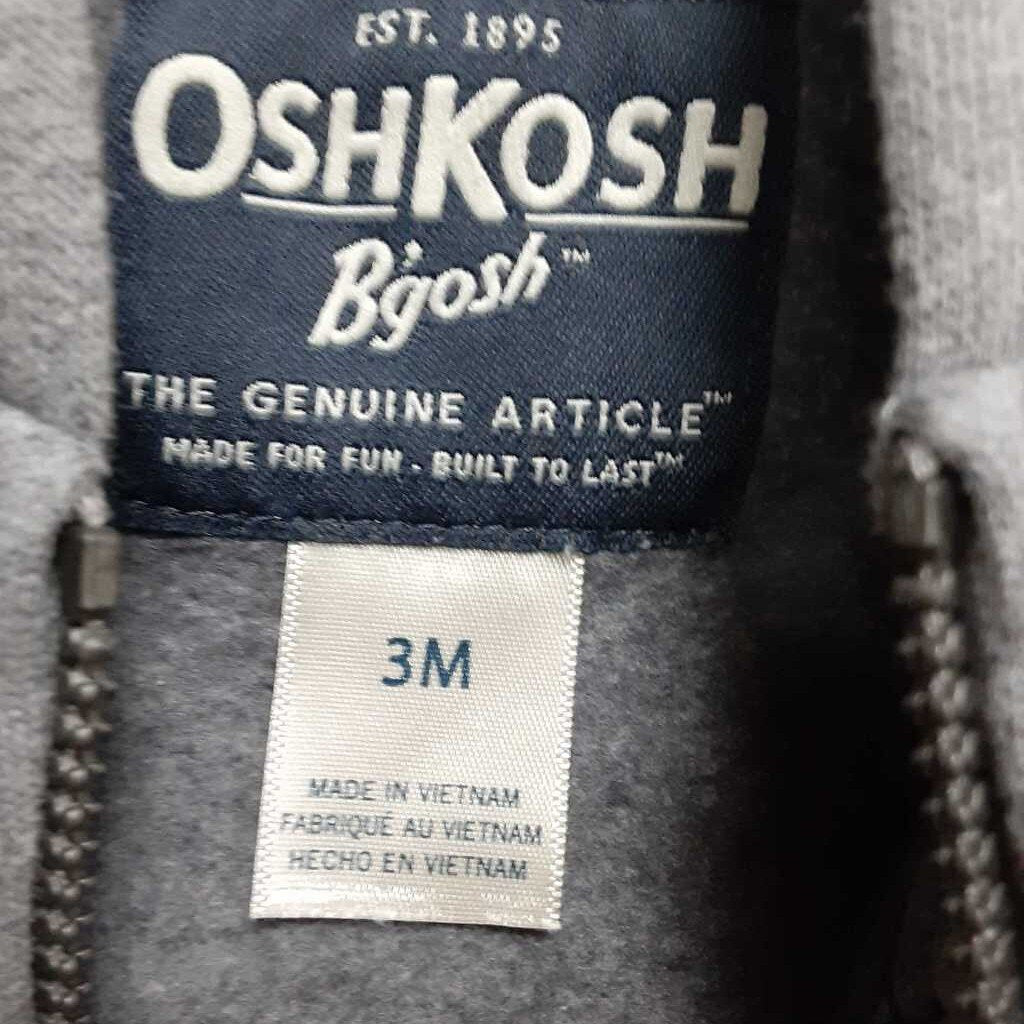 EST. 1895
OSHKOSH
B'gosh™
THE GENUINE ARTICLE™
MADE FOR FUN - BUILT TO LAST™
3M
MADE IN VIETNAM
FABRIQUÉ AU VIETNAM
HECHO EN VIETNAM